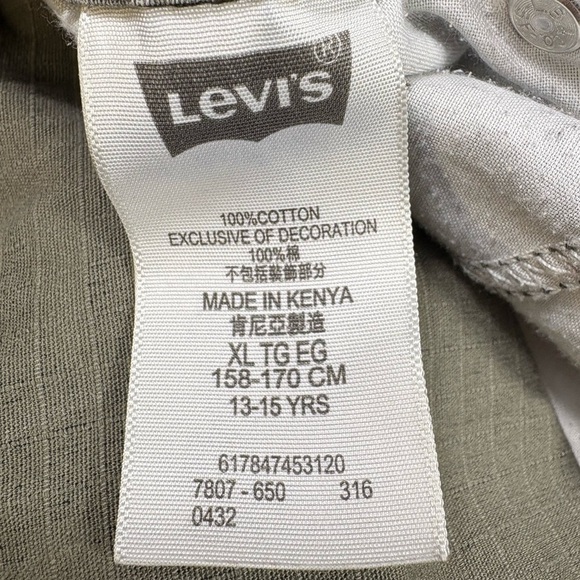 Levi's®
100%COTTON
EXCLUSIVE OF DECORATION
100%棉
不包括裝飾部分
MADE IN KENYA
肯尼亞製造
XL TG EG
158-170 CM
13-15 YRS
617847453120
7807 - 650 316
0432